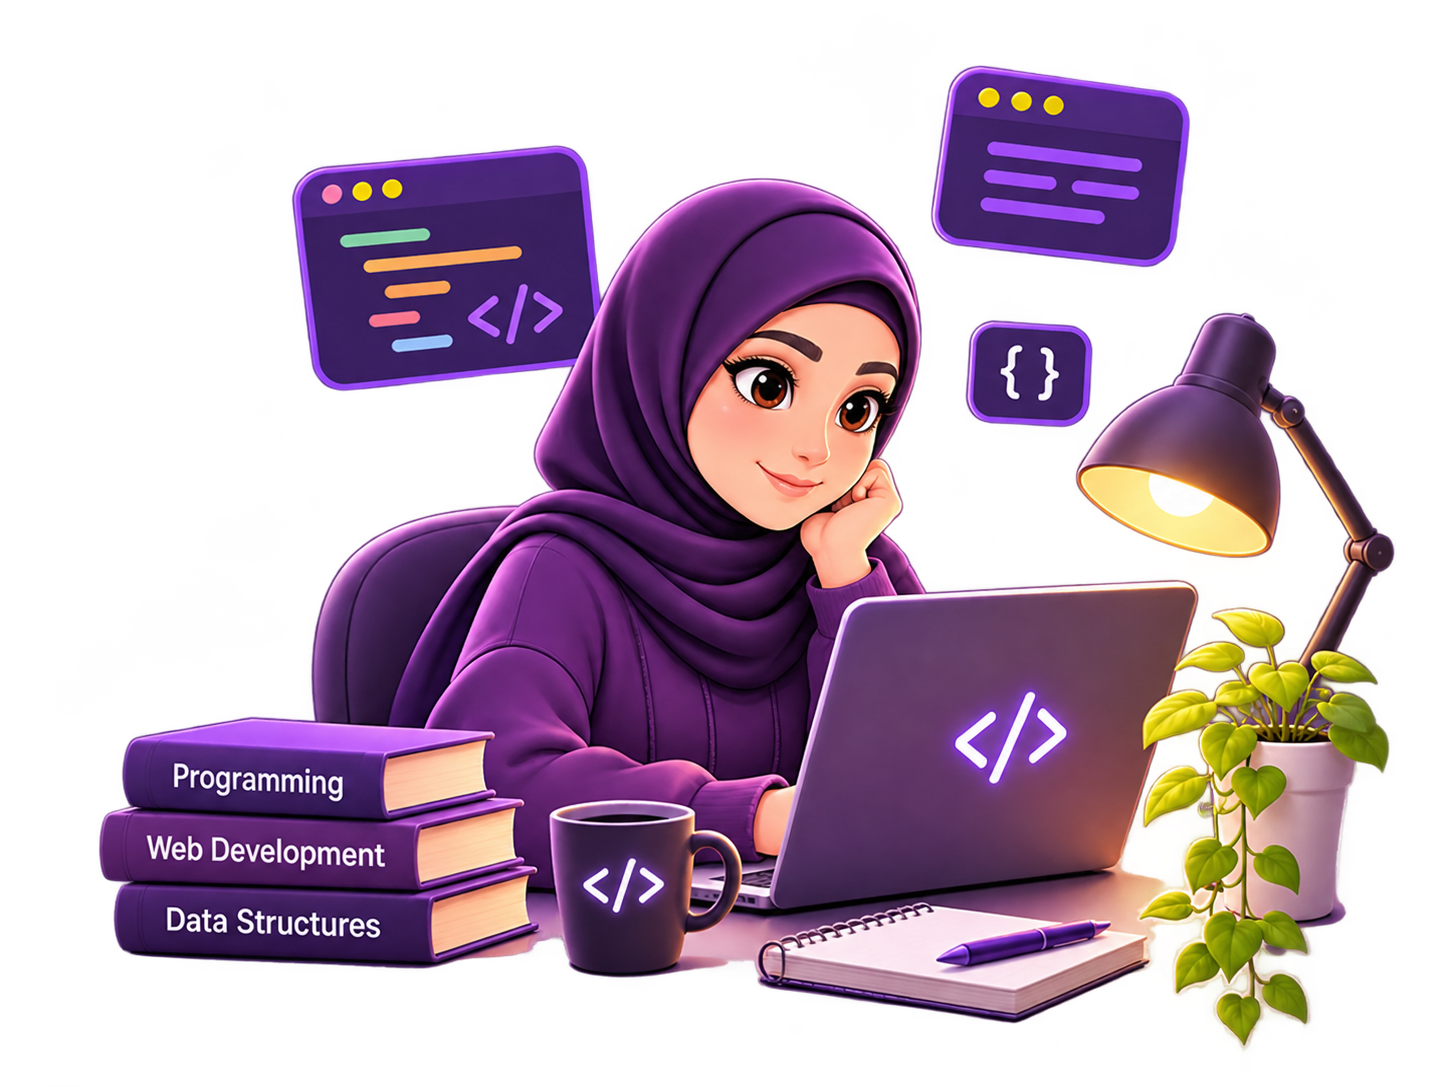 </>
{ }
</>
Programming
Web Development
Data Structures
</>